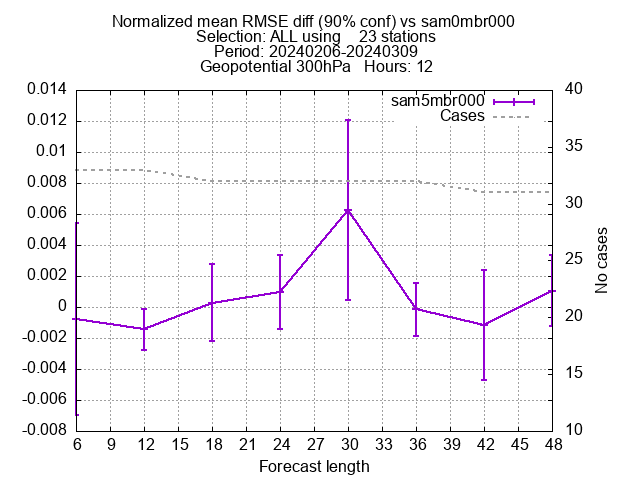 Normalized mean RMSE diff (90% conf) vs sam0mbr000
Selection: ALL using    23 stations
Period: 20240206-20240309
Geopotential 300hPa   Hours: 12
sam5mbr000
Cases
0.014
0.012
0.01
0.008
0.006
0.004
0.002
0
-0.002
-0.004
-0.006
-0.008
40
35
30
25
20
15
10
No cases
6 9 12 15 18 21 24 27 30 33 36 39 42 45 48
Forecast length